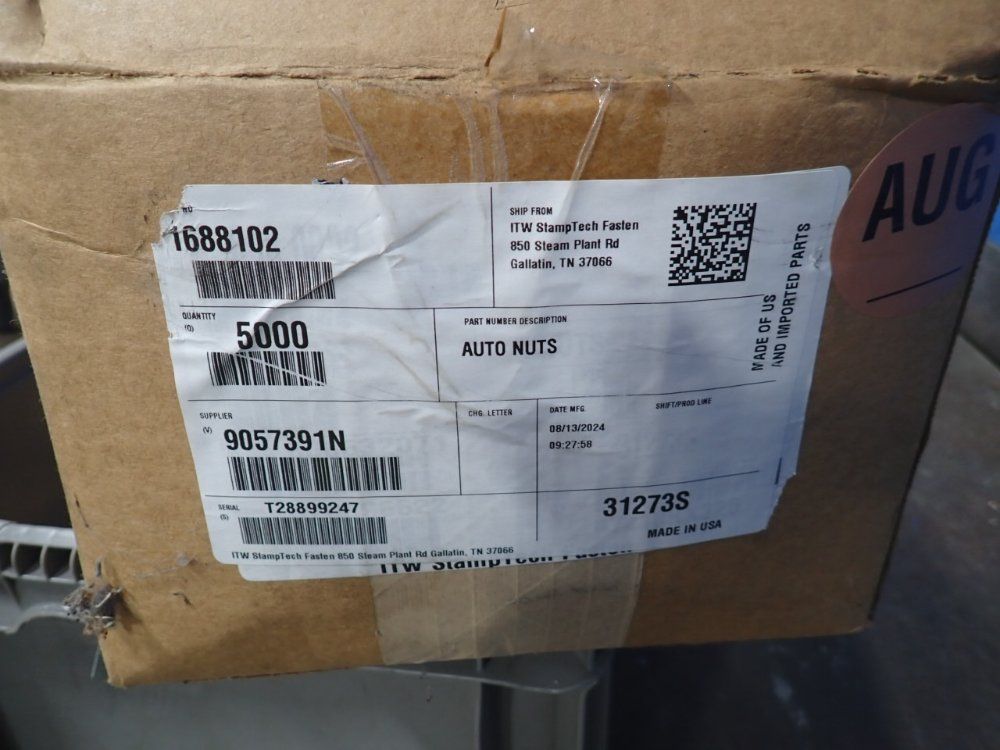 NO
1688102
SHIP FROM
ITW StampTech Fasten
850 Steam Plant Rd
Gallatin, TN 37066
MADE OF US
AND IMPORTED PARTS
AUG
QUANTITY
(Q)
5000
PART NUMBER DESCRIPTION
AUTO NUTS
SUPPLIER
(V)
9057391N
CHG. LETTER
DATE MFG
08/13/2024
09:27:58
SHIFT/PROD LINE
SERIAL
(S)
T28899247
31273S
MADE IN USA
ITW StampTech Fasten 850 Steam Plant Rd Gallatin, TN 37066
ITW StampTech Fasten